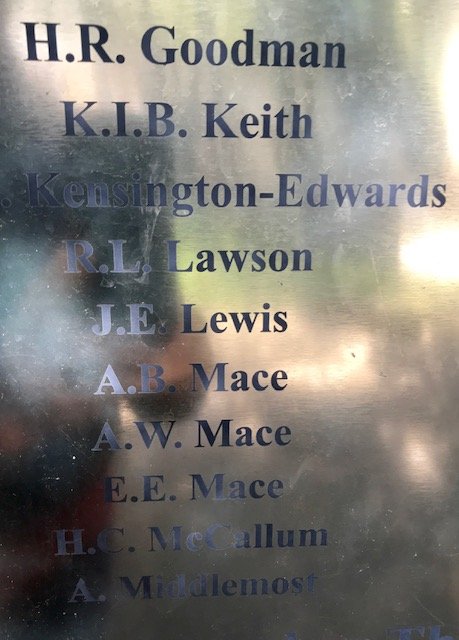 H.R. Goodman
K.I.B. Keith
. Kensington-Edwards
R.L. Lawson
J.E. Lewis
A.B. Mace
A.W. Mace
E.E. Mace
H.C. McCallum
A. Middlemost